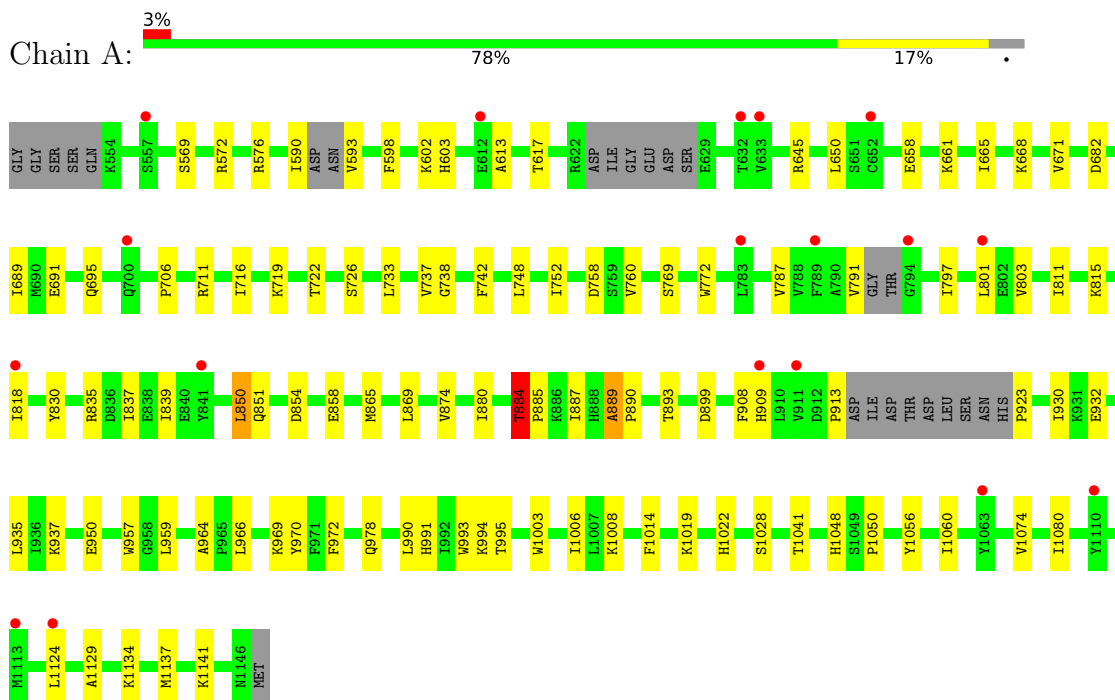 3%
Chain A:
78% 17% •
GLY GLY SER SER GLN K554 S557 S569 R572 R576 I590 ASP ASN V593 F598 K602 H603 E612 A613 T617 R622 ASP ILE GLY GLU ASP SER E629 T632 V633 R645 L650 S651 C652 E658 K661 I665 K668 V671 D682
I689 M690 E691 Q695 Q700 P706 R711 I716 K719 T722 S726 L733 V737 G738 F742 L748 I752 D758 S759 V760 S769 W772 L783 V787 V788 F789 A790 V791 GLY THR G794 I797 L801 E802 V803 I811 K815
I818 Y830 R835 D836 I837 E838 I839 E840 Y841 L850 Q851 D854 E858 M865 L869 V874 I880 T884 P885 K886 I887 H888 A889 P890 T893 D899 F908 H909 L910 V911 D912 P913 ASP ILE ASP THR ASP LEU SER ASN HIS P923 I930 K931 E932
L935 I936 K937 E950 W957 G958 L959 A964 P965 L966 K969 Y970 F971 F972 Q978 L990 H991 I992 W993 K994 T995 W1003 I1006 L1007 K1008 F1014 K1019 H1022 S1028 T1041 H1048 S1049 P1050 Y1056 I1060 Y1063 V1074 I1080 Y1110
M1113 L1124 A1129 K1134 M1137 K1141 N1146 MET